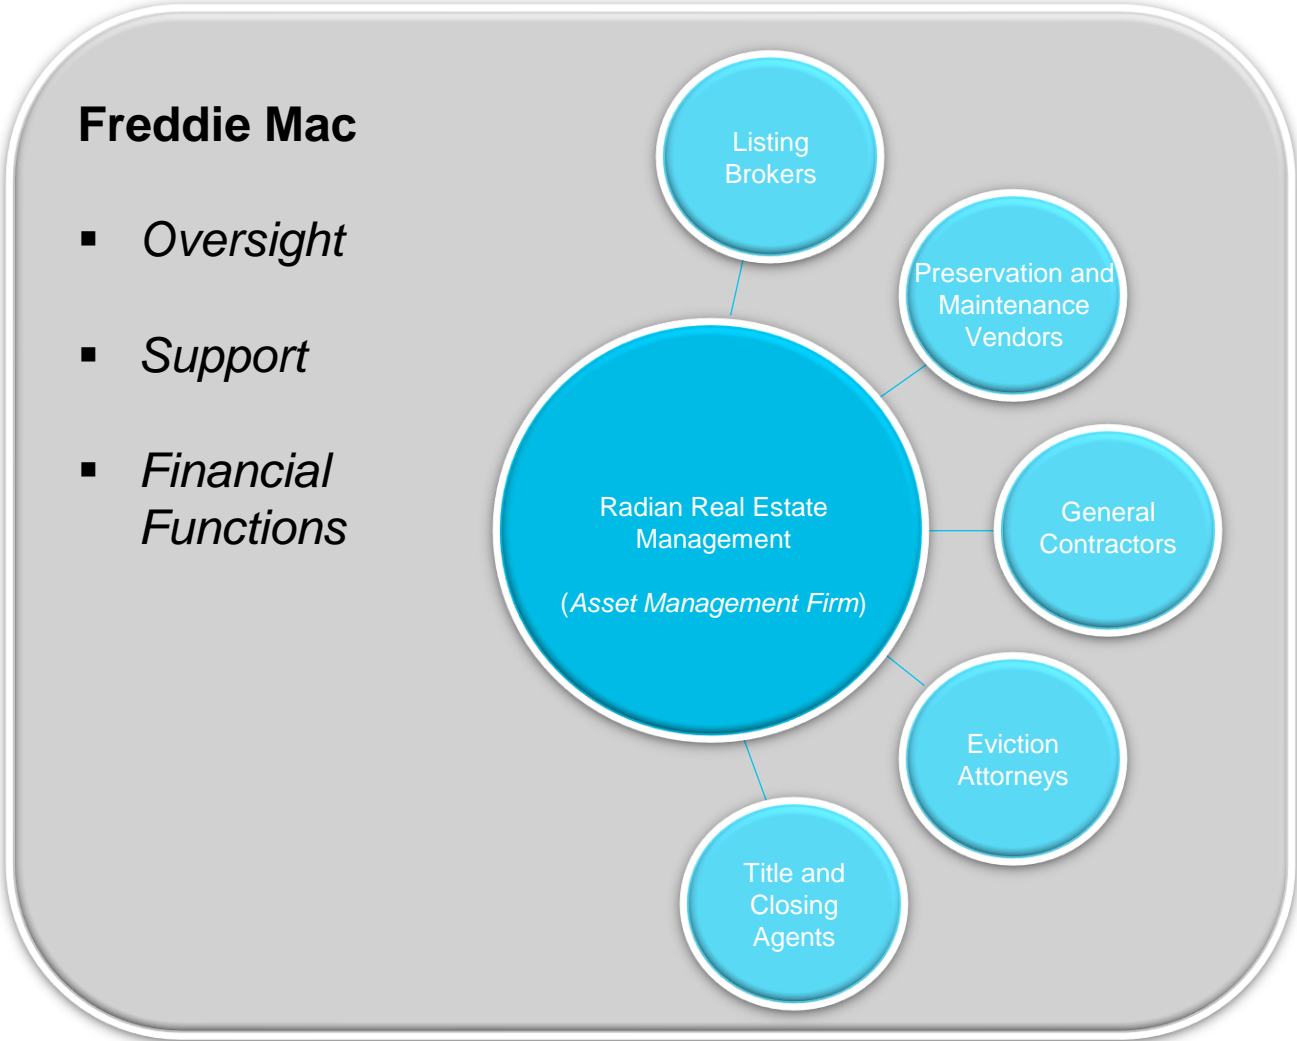 Freddie Mac
▪ Oversight
▪ Support
▪ Financial
Functions
Listing
Brokers
Preservation and
Maintenance
Vendors
General
Contractors
Radian Real Estate
Management
(Asset Management Firm)
Eviction
Attorneys
Title and
Closing
Agents